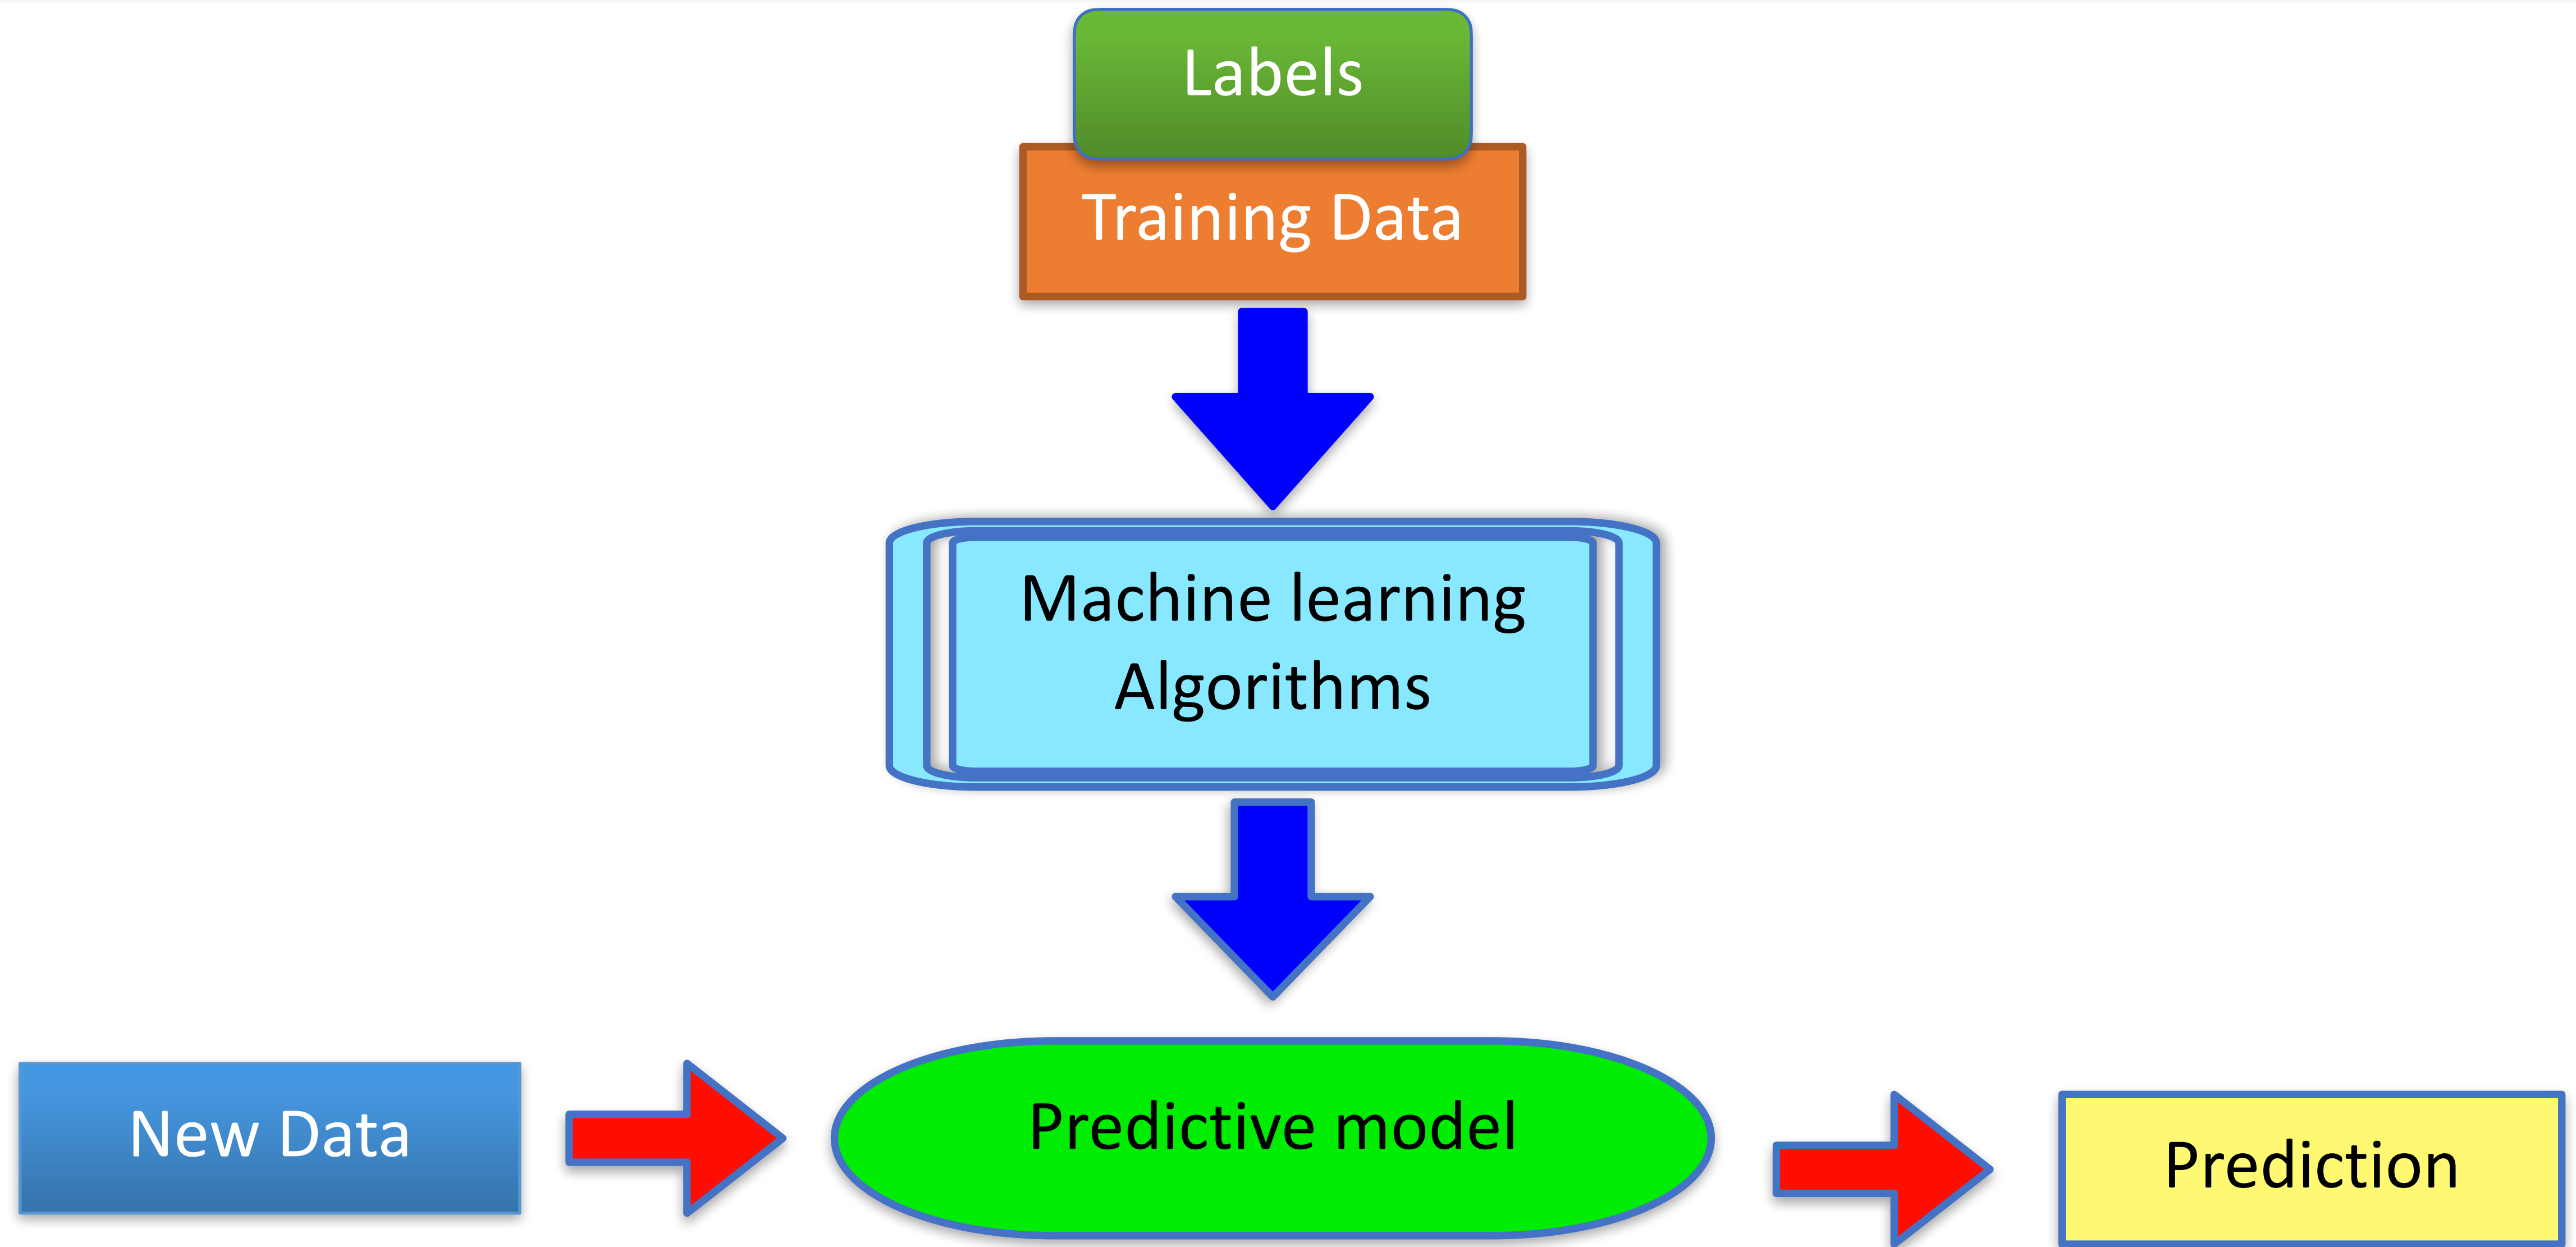 Labels
Training Data
Machine learning
Algorithms
New Data
Predictive model
Prediction